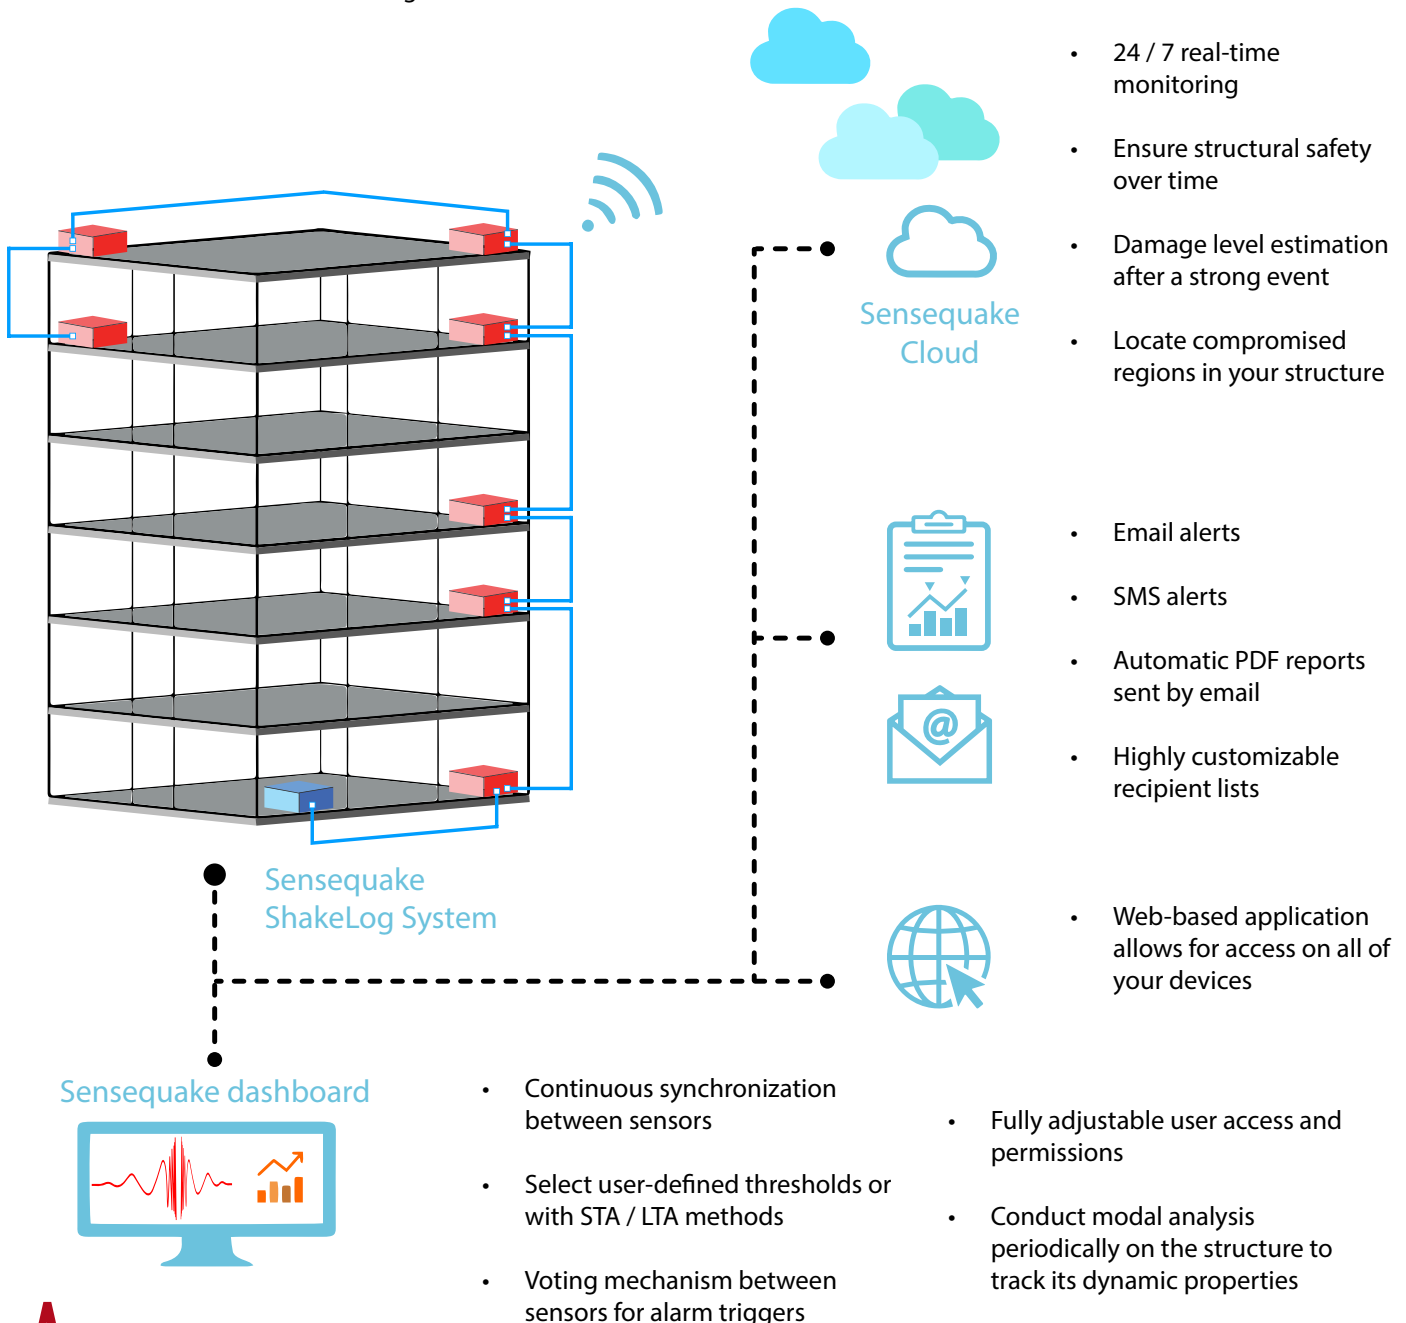 24 / 7 real-time
monitoring
Ensure structural safety
over time
Damage level estimation
after a strong event
Locate compromised
regions in your structure
Sensequake
Cloud
Email alerts
SMS alerts
Automatic PDF reports
sent by email
Highly customizable
recipient lists
@
Sensequake
ShakeLog System
Web-based application
allows for access on all of
your devices
Sensequake dashboard
Continuous synchronization
between sensors
Select user-defined thresholds or
with STA / LTA methods
Voting mechanism between
sensors for alarm triggers
Fully adjustable user access and
permissions
Conduct modal analysis
periodically on the structure to
track its dynamic properties